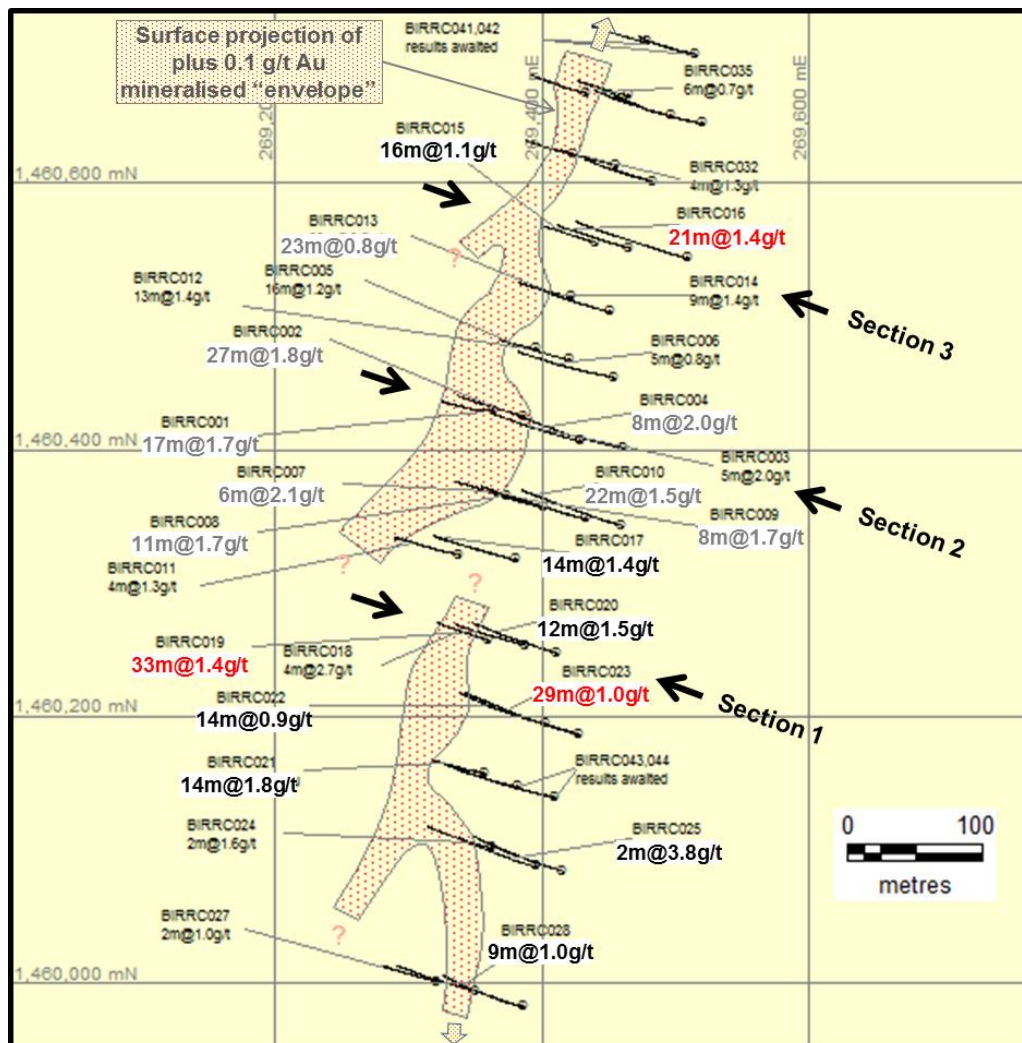 Surface projection of
plus 0.1 g/t Au
mineralised “envelope”
BIRRC041,042
results awaited
269,20
269,400 mE
269,600 mE
BIRRC035
6m@0.7g/t
BIRRC015
16m@1.1g/t
1,460,600 mN
BIRRC032
4m@1.3g/t
BIRRC016
21m@1.4g/t
BIRRC013
23m@0.8g/t
?
BIRRC005
16m@1.2g/t
BIRRC012
13m@1.4g/t
BIRRC014
9m@1.4g/t
Section 3
BIRRC002
27m@1.8g/t
BIRRC006
5m@0.8g/t
BIRRC004
8m@2.0g/t
BIRRC001
17m@1.7g/t
1,460,400 mN
BIRRC003
5m@2.0g/t
BIRRC007
6m@2.1g/t
BIRRC010
22m@1.5g/t
Section 2
BIRRC008
11m@1.7g/t
BIRRC009
8m@1.7g/t
BIRRC017
14m@1.4g/t
BIRRC011
4m@1.3g/t
?
?
BIRRC020
12m@1.5g/t
BIRRC019
33m@1.4g/t
BIRRC018
4m@2.7g/t
BIRRC023
29m@1.0g/t
Section 1
BIRRC022
14m@0.9g/t
1,460,200 mN
BIRRC021
14m@1.8g/t
BIRRC043,044
results awaited
BIRRC024
2m@1.6g/t
BIRRC025
2m@3.8g/t
0 100
metres
BIRRC027
2m@1.0g/t
?
BIRRC028
9m@1.0g/t
1,460,000 mN